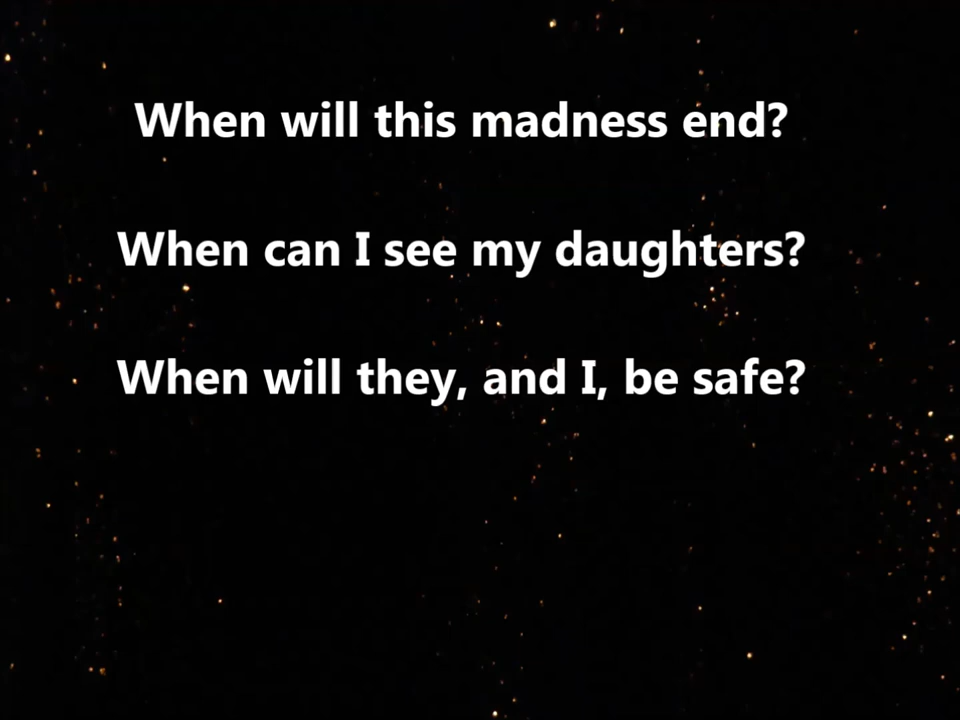 When will this madness end?
When can I see my daughters?
When will they, and I, be safe?